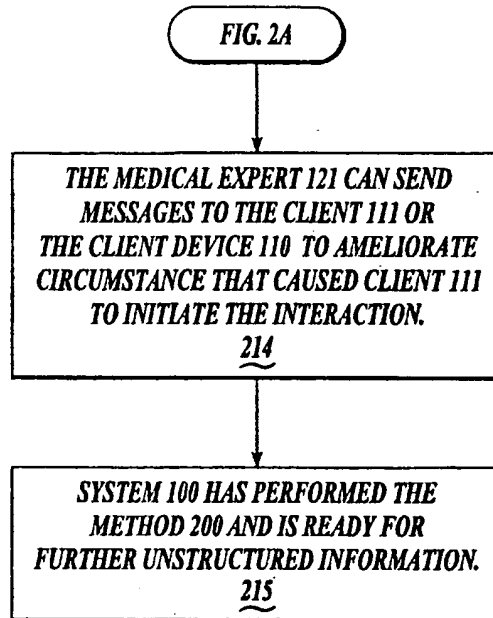 FIG. 2A
THE MEDICAL EXPERT 121 CAN SEND
MESSAGES TO THE CLIENT 111 OR
THE CLIENT DEVICE 110 TO AMELIORATE
CIRCUMSTANCE THAT CAUSED CLIENT 111
TO INITIATE THE INTERACTION.
214
SYSTEM 100 HAS PERFORMED THE
METHOD 200 AND IS READY FOR
FURTHER UNSTRUCTURED INFORMATION.
215